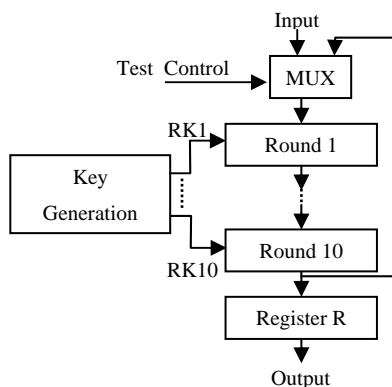 Input
Test Control
MUX
RK1
Round 1
Key
Generation
Round 10
RK10
Register R
Output